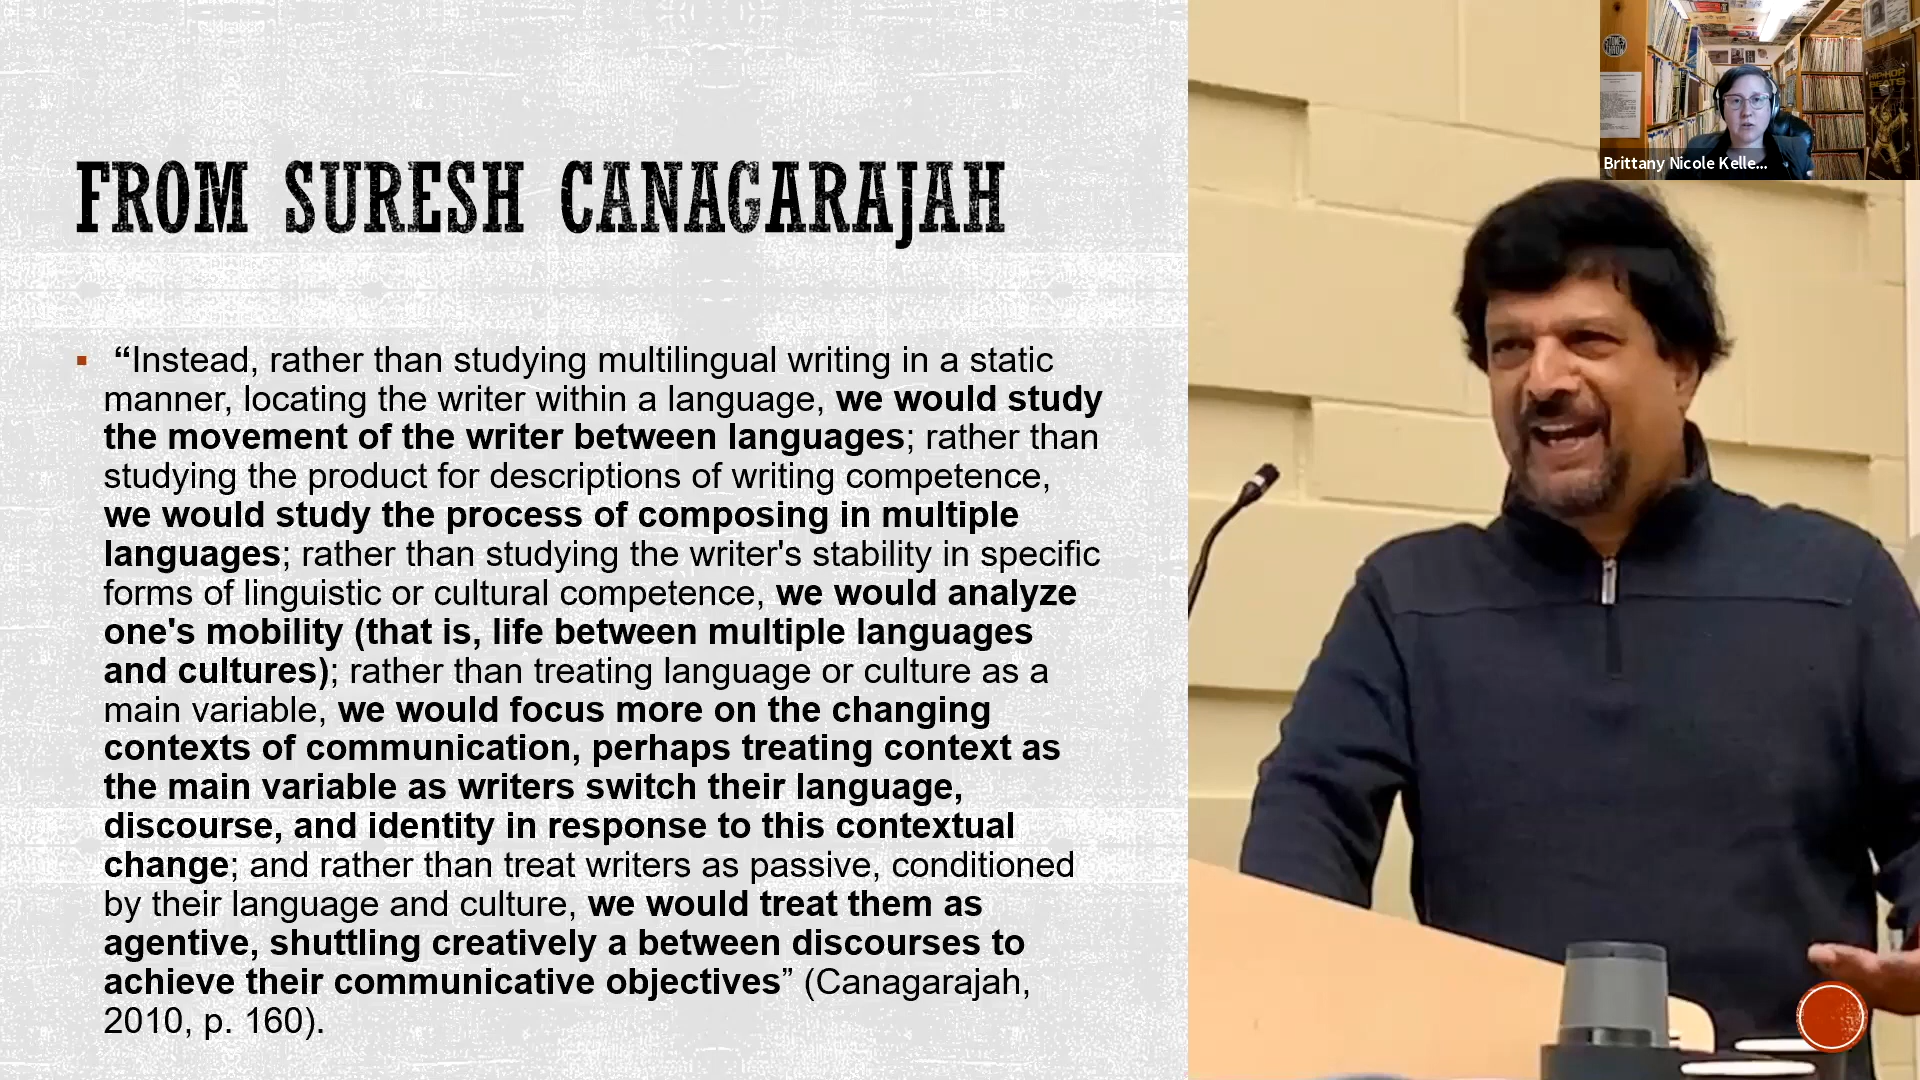 FROM SURESH CANAGARAJAH
“Instead, rather than studying multilingual writing in a static
manner, locating the writer within a language, we would study
the movement of the writer between languages; rather than
studying the product for descriptions of writing competence,
we would study the process of composing in multiple
languages; rather than studying the writer's stability in specific
forms of linguistic or cultural competence, we would analyze
one's mobility (that is, life between multiple languages
and cultures); rather than treating language or culture as a
main variable, we would focus more on the changing
contexts of communication, perhaps treating context as
the main variable as writers switch their language,
discourse, and identity in response to this contextual
change; and rather than treat writers as passive, conditioned
by their language and culture, we would treat them as
agentive, shuttling creatively a between discourses to
achieve their communicative objectives” (Canagarajah,
2010, p. 160).
HIP-HOP
BEATS
Brittany Nicole Kelle...